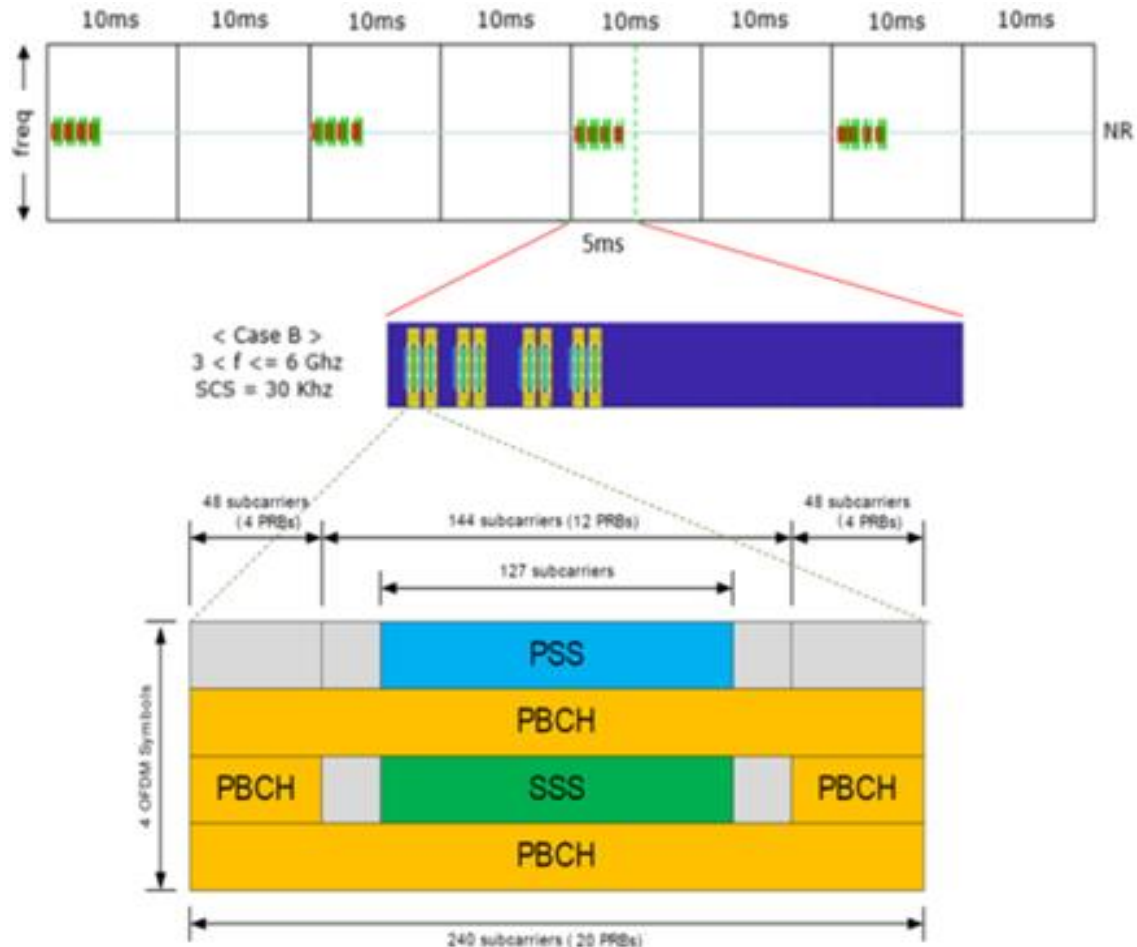 10ms 10ms 10ms 10ms 10ms 10ms 10ms 10ms
freq
NR
5ms
< Case B >
3 < f <= 6 Ghz
SCS = 30 Khz
48 subcarriers
(4 PRBs)
144 subcarriers (12 PRBs)
48 subcarriers
(4 PRBs)
127 subcarriers
4 OFDM Symbols
PSS
PBCH
PBCH SSS PBCH
PBCH
240 subcarriers (20 PRBs)